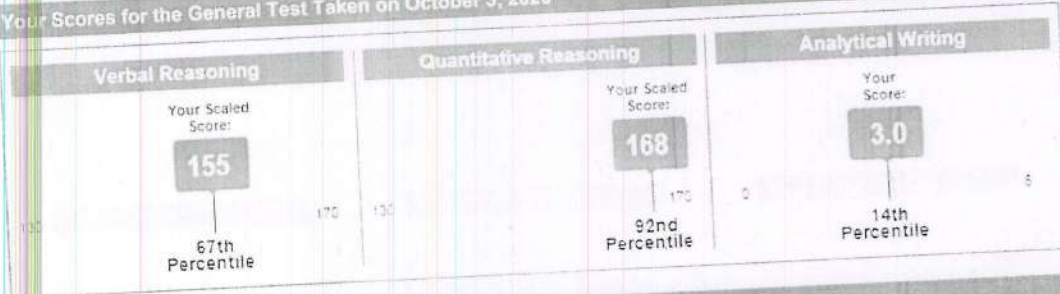 Your Scores for the General Test Taken on October
Verbal Reasoning
Your Scaled
Score:
155
130
170
67th
Percentile
Quantitative Reasoning
Your Scaled
Score:
168
130
170
92nd
Percentile
Analytical Writing
Your
Score:
3.0
0
6
14th
Percentile